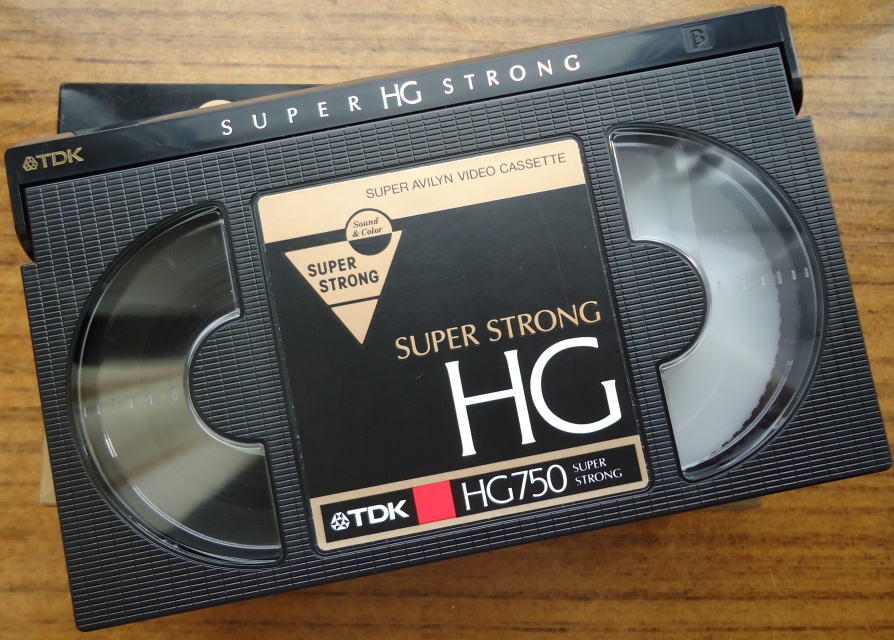 TDK
SUPER HG STRONG
B
SUPER AVILYN VIDEO CASSETTE
Sound
& Color
SUPER
STRONG
SUPER STRONG
HG
TDK HG750 SUPER
STRONG